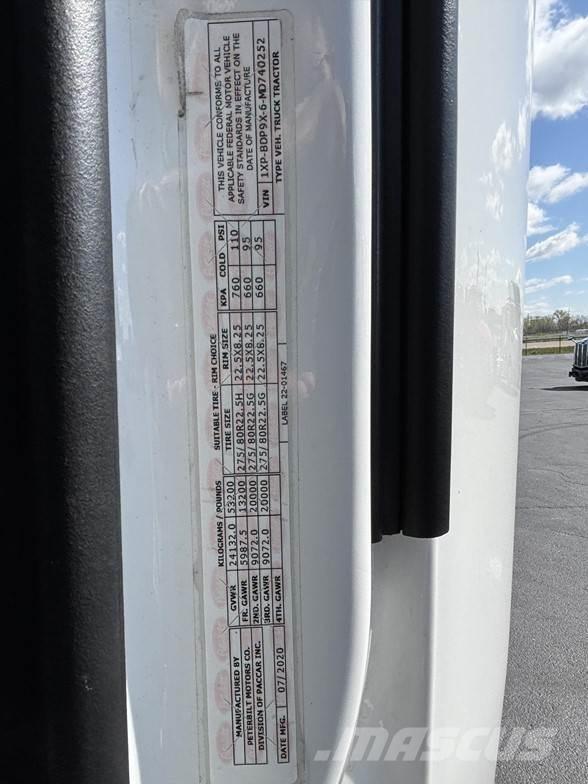 MANUFACTURED BY
PETERBILT MOTORS CO.
DIVISION OF PACCAR INC.
DATE MFG. 07/2020
KILOGRAMS / POUNDS
GVWR 24132.0 53200
FR. GAWR 5987.5 13200
2ND. GAWR 9072.0 20000
3RD. GAWR 9072.0 20000
4TH. GAWR
SUITABLE TIRE - RIM CHOICE
TIRE SIZE RIM SIZE KPA COLD PSI
275/80R22.5H 22.5X8.25 760 110
275/80R22.5G 22.5X8.25 660 95
275/80R22.5G 22.5X8.25 660 95
LABEL 22-01467
THIS VEHICLE CONFORMS TO ALL
APPLICABLE FEDERAL MOTOR VEHICLE
SAFETY STANDARDS IN EFFECT ON THE
DATE OF MANUFACTURE
VIN 1XP-BDP9X-6-MD740252
TYPE VEH. TRUCK TRACTOR
MASCUS